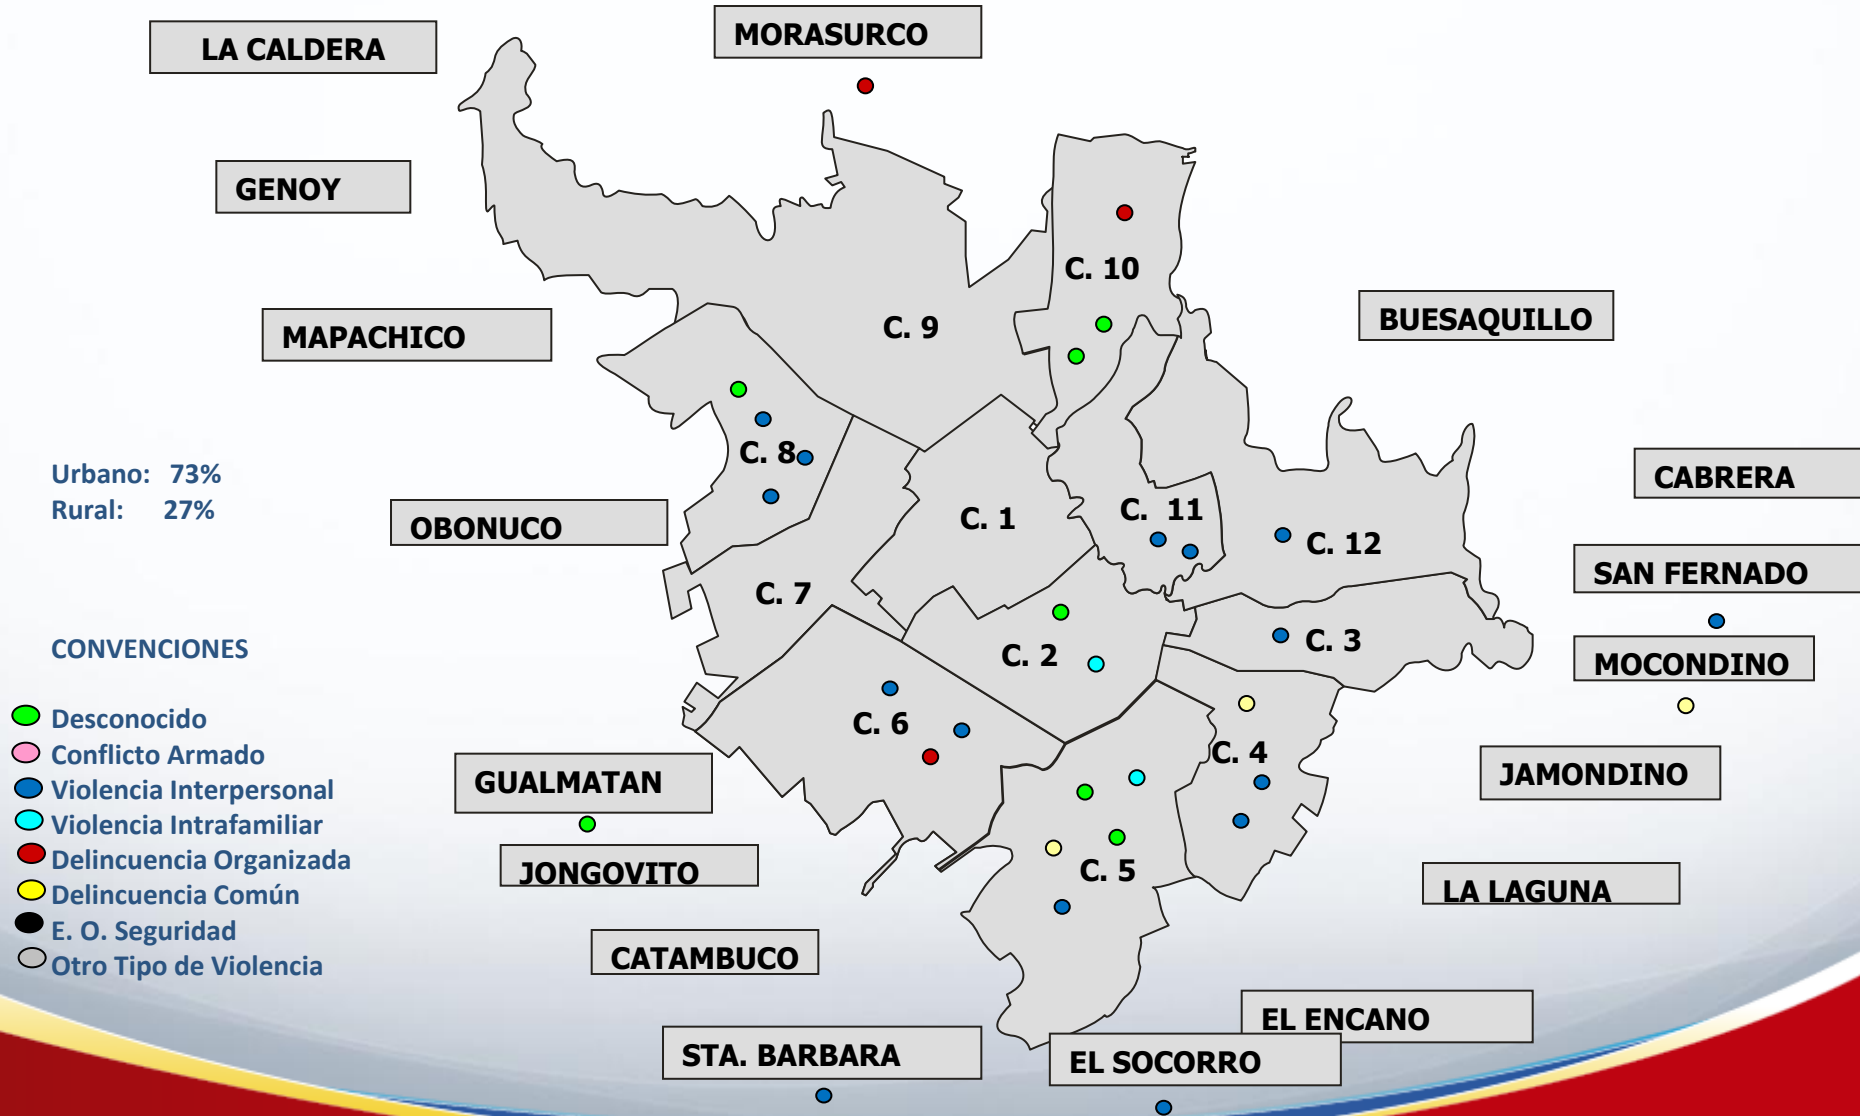 LA CALDERA
MORASURCO
GENOY
C. 10
MAPACHICO
C. 9
BUESAQUILLO
C. 8
Urbano: 73%
Rural: 27%
CABRERA
OBONUCO
C. 1
C. 11
C. 12
SAN FERNADO
C. 7
CONVENCIONES
C. 2
C. 3
MOCONDINO
Desconocido
Conflicto Armado
Violencia Interpersonal
Violencia Intrafamiliar
Delincuencia Organizada
Delincuencia Común
E. O. Seguridad
Otro Tipo de Violencia
C. 6
C. 4
GUALMATAN
JAMONDINO
JONGOVITO
C. 5
LA LAGUNA
CATAMBUCO
EL ENCANO
STA. BARBARA
EL SOCORRO